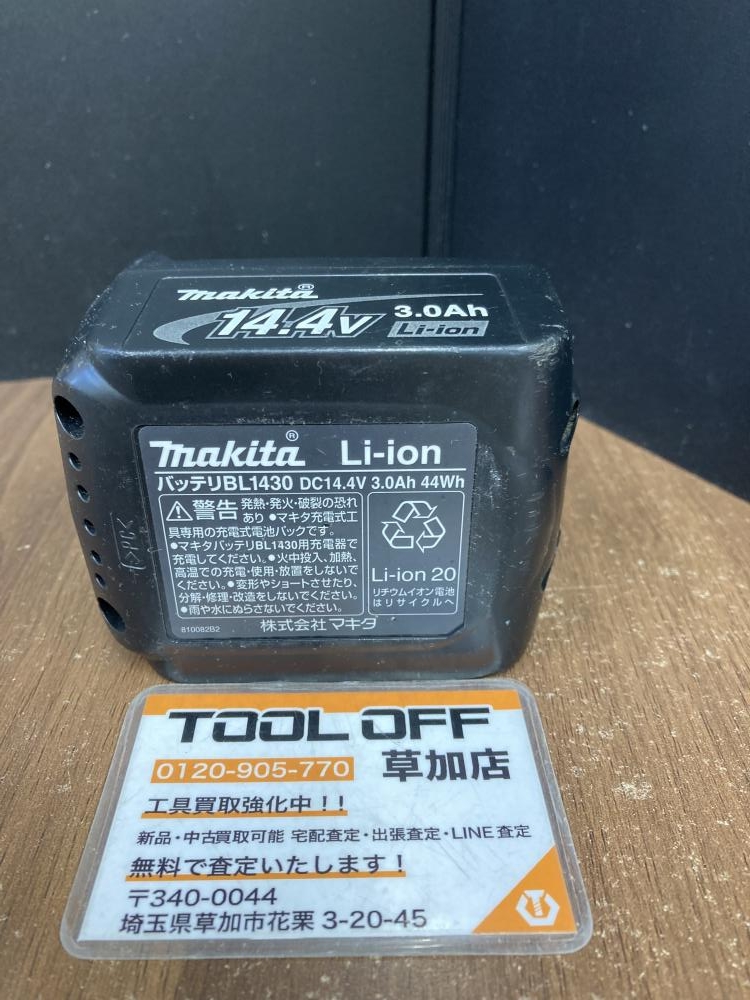 makita®
14.4V 3.0Ah
Li-ion
makita® Li-ion
バッテリBL1430 DC14.4V 3.0Ah 44Wh
警告 発熱・発火・破裂の恐れ
あり ●マキタ充電式工
具専用の充電式電池パックです。
●マキタバッテリBL1430用充電器で
充電してください。●火中投入、加熱、
高温での充電・使用・放置をしないで
ください。●変形やショートさせたり、
分解・修理・改造をしないでください。
●雨や水にぬらさないでください。
Li-ion 20
リチウムイオン電池
はリサイクルへ
810082B2
株式会社マキタ
TOOL OFF
0120-905-770 草加店
工具買取強化中!!
新品・中古買取可能 宅配査定・出張査定・LINE査定
無料で査定いたします!
〒340-0044
埼玉県草加市花栗 3-20-45